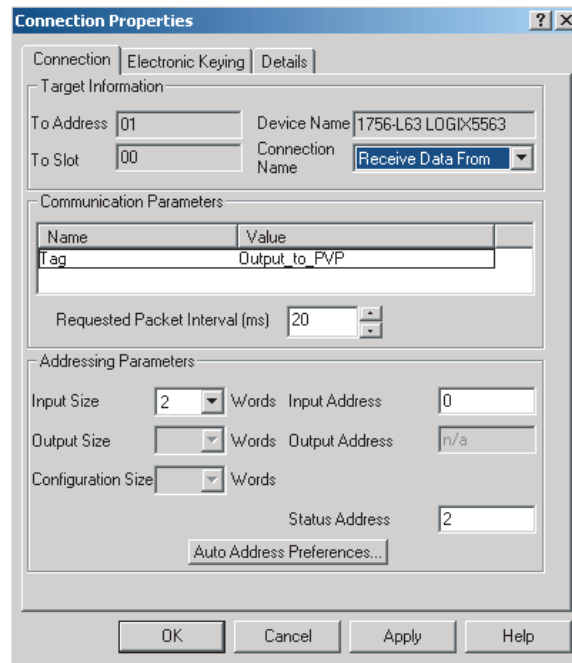 Connection Properties
Connection Electronic Keying Details
Target Information
To Address 01 Device Name 1756-L63 LOGIX5563
To Slot 00 Connection Name Receive Data From
Communication Parameters
Name Value
Tag Output_to_PVP
Requested Packet Interval (ms) 20
Addressing Parameters
Input Size 2 Words Input Address 0
Output Size Words Output Address n/a
Configuration Size Words
Status Address 2
Auto Address Preferences...
OK Cancel Apply Help